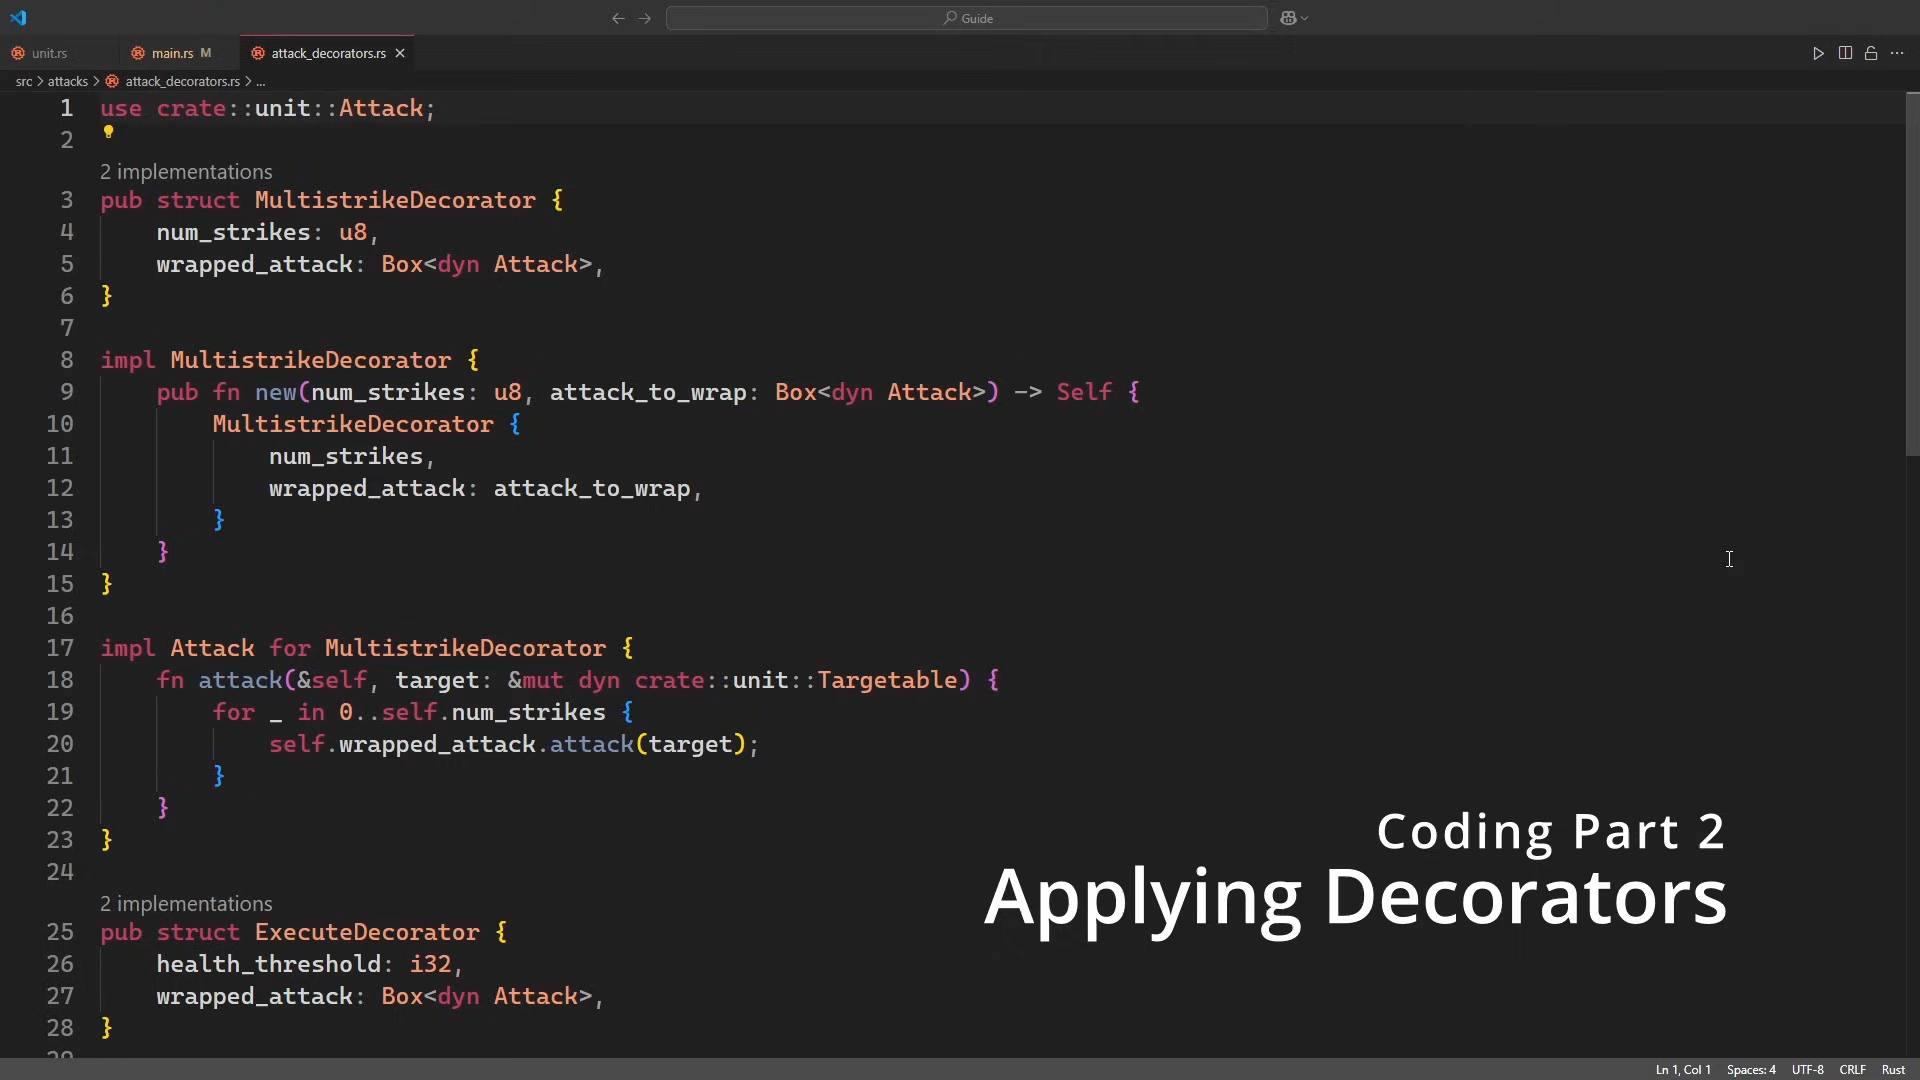 Guide
unit.rs
main.rs M
attack_decorators.rs
src > attacks > attack_decorators.rs > ...
1 use crate::unit::Attack;
2
2 implementations
3 pub struct MultistrikeDecorator {
4     num_strikes: u8,
5     wrapped_attack: Box<dyn Attack>,
6 }
7
8 impl MultistrikeDecorator {
9     pub fn new(num_strikes: u8, attack_to_wrap: Box<dyn Attack>) -> Self {
10         MultistrikeDecorator {
11             num_strikes,
12             wrapped_attack: attack_to_wrap,
13         }
14     }
15 }
16
17 impl Attack for MultistrikeDecorator {
18     fn attack(&self, target: &mut dyn crate::unit::Targetable) {
19         for _ in 0..self.num_strikes {
20             self.wrapped_attack.attack(target);
21         }
22     }
23 }
24
2 implementations
25 pub struct ExecuteDecorator {
26     health_threshold: i32,
27     wrapped_attack: Box<dyn Attack>,
28 }
29
Coding Part 2
Applying Decorators
Ln 1, Col 1 Spaces: 4 UTF-8 CRLF Rust